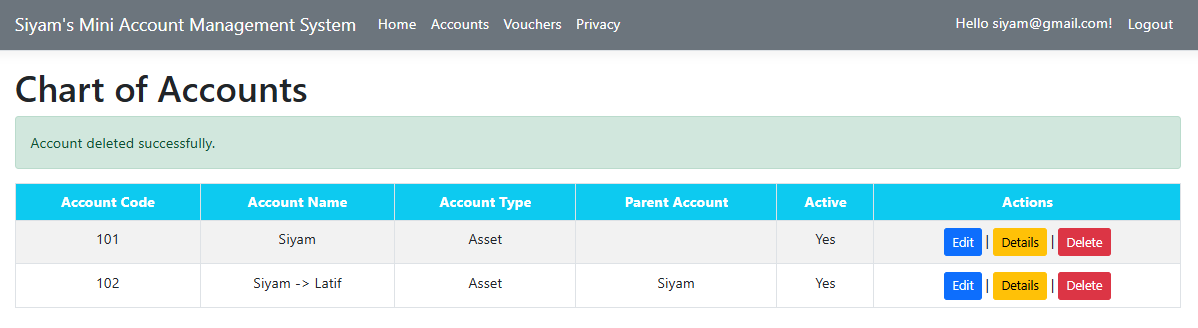 Siyam's Mini Account Management System Home Accounts Vouchers Privacy Hello siyam@gmail.com! Logout
Chart of Accounts
Account deleted successfully.
Account Code Account Name Account Type Parent Account Active Actions
101 Siyam Asset Yes Edit | Details | Delete
102 Siyam -> Latif Asset Siyam Yes Edit | Details | Delete